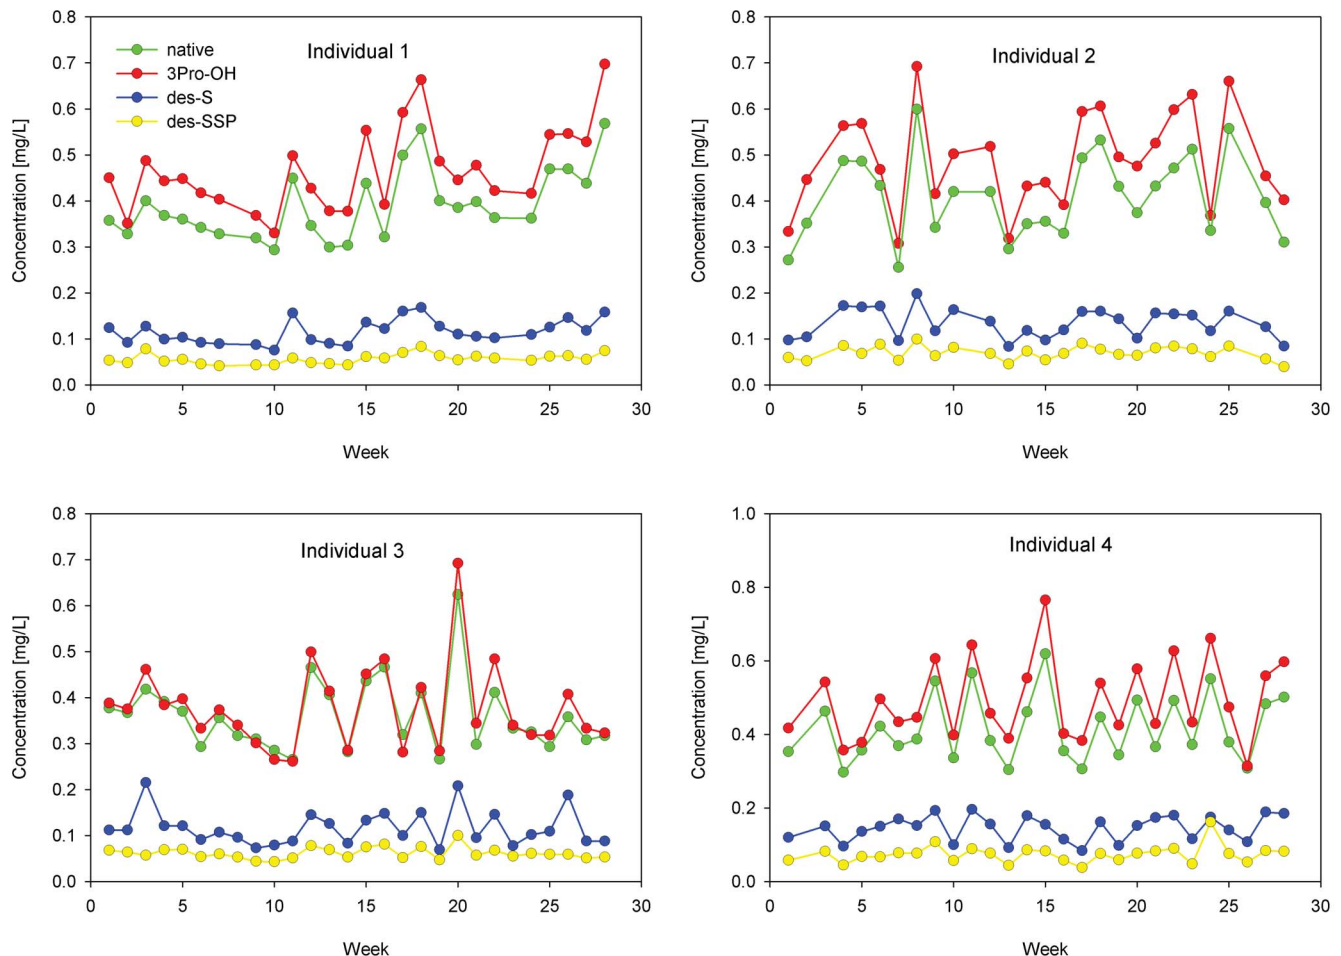 Individual 1
native
3Pro-OH
des-S
des-SSP
Concentration [mg/L]
0.8
0.7
0.6
0.5
0.4
0.3
0.2
0.1
0.0
0 5 10 15 20 25 30
Week
Individual 2
Concentration [mg/L]
0.8
0.7
0.6
0.5
0.4
0.3
0.2
0.1
0.0
0 5 10 15 20 25 30
Week
Individual 3
Concentration [mg/L]
0.8
0.7
0.6
0.5
0.4
0.3
0.2
0.1
0.0
0 5 10 15 20 25 30
Week
Individual 4
Concentration [mg/L]
1.0
0.8
0.6
0.4
0.2
0.0
0 5 10 15 20 25 30
Week